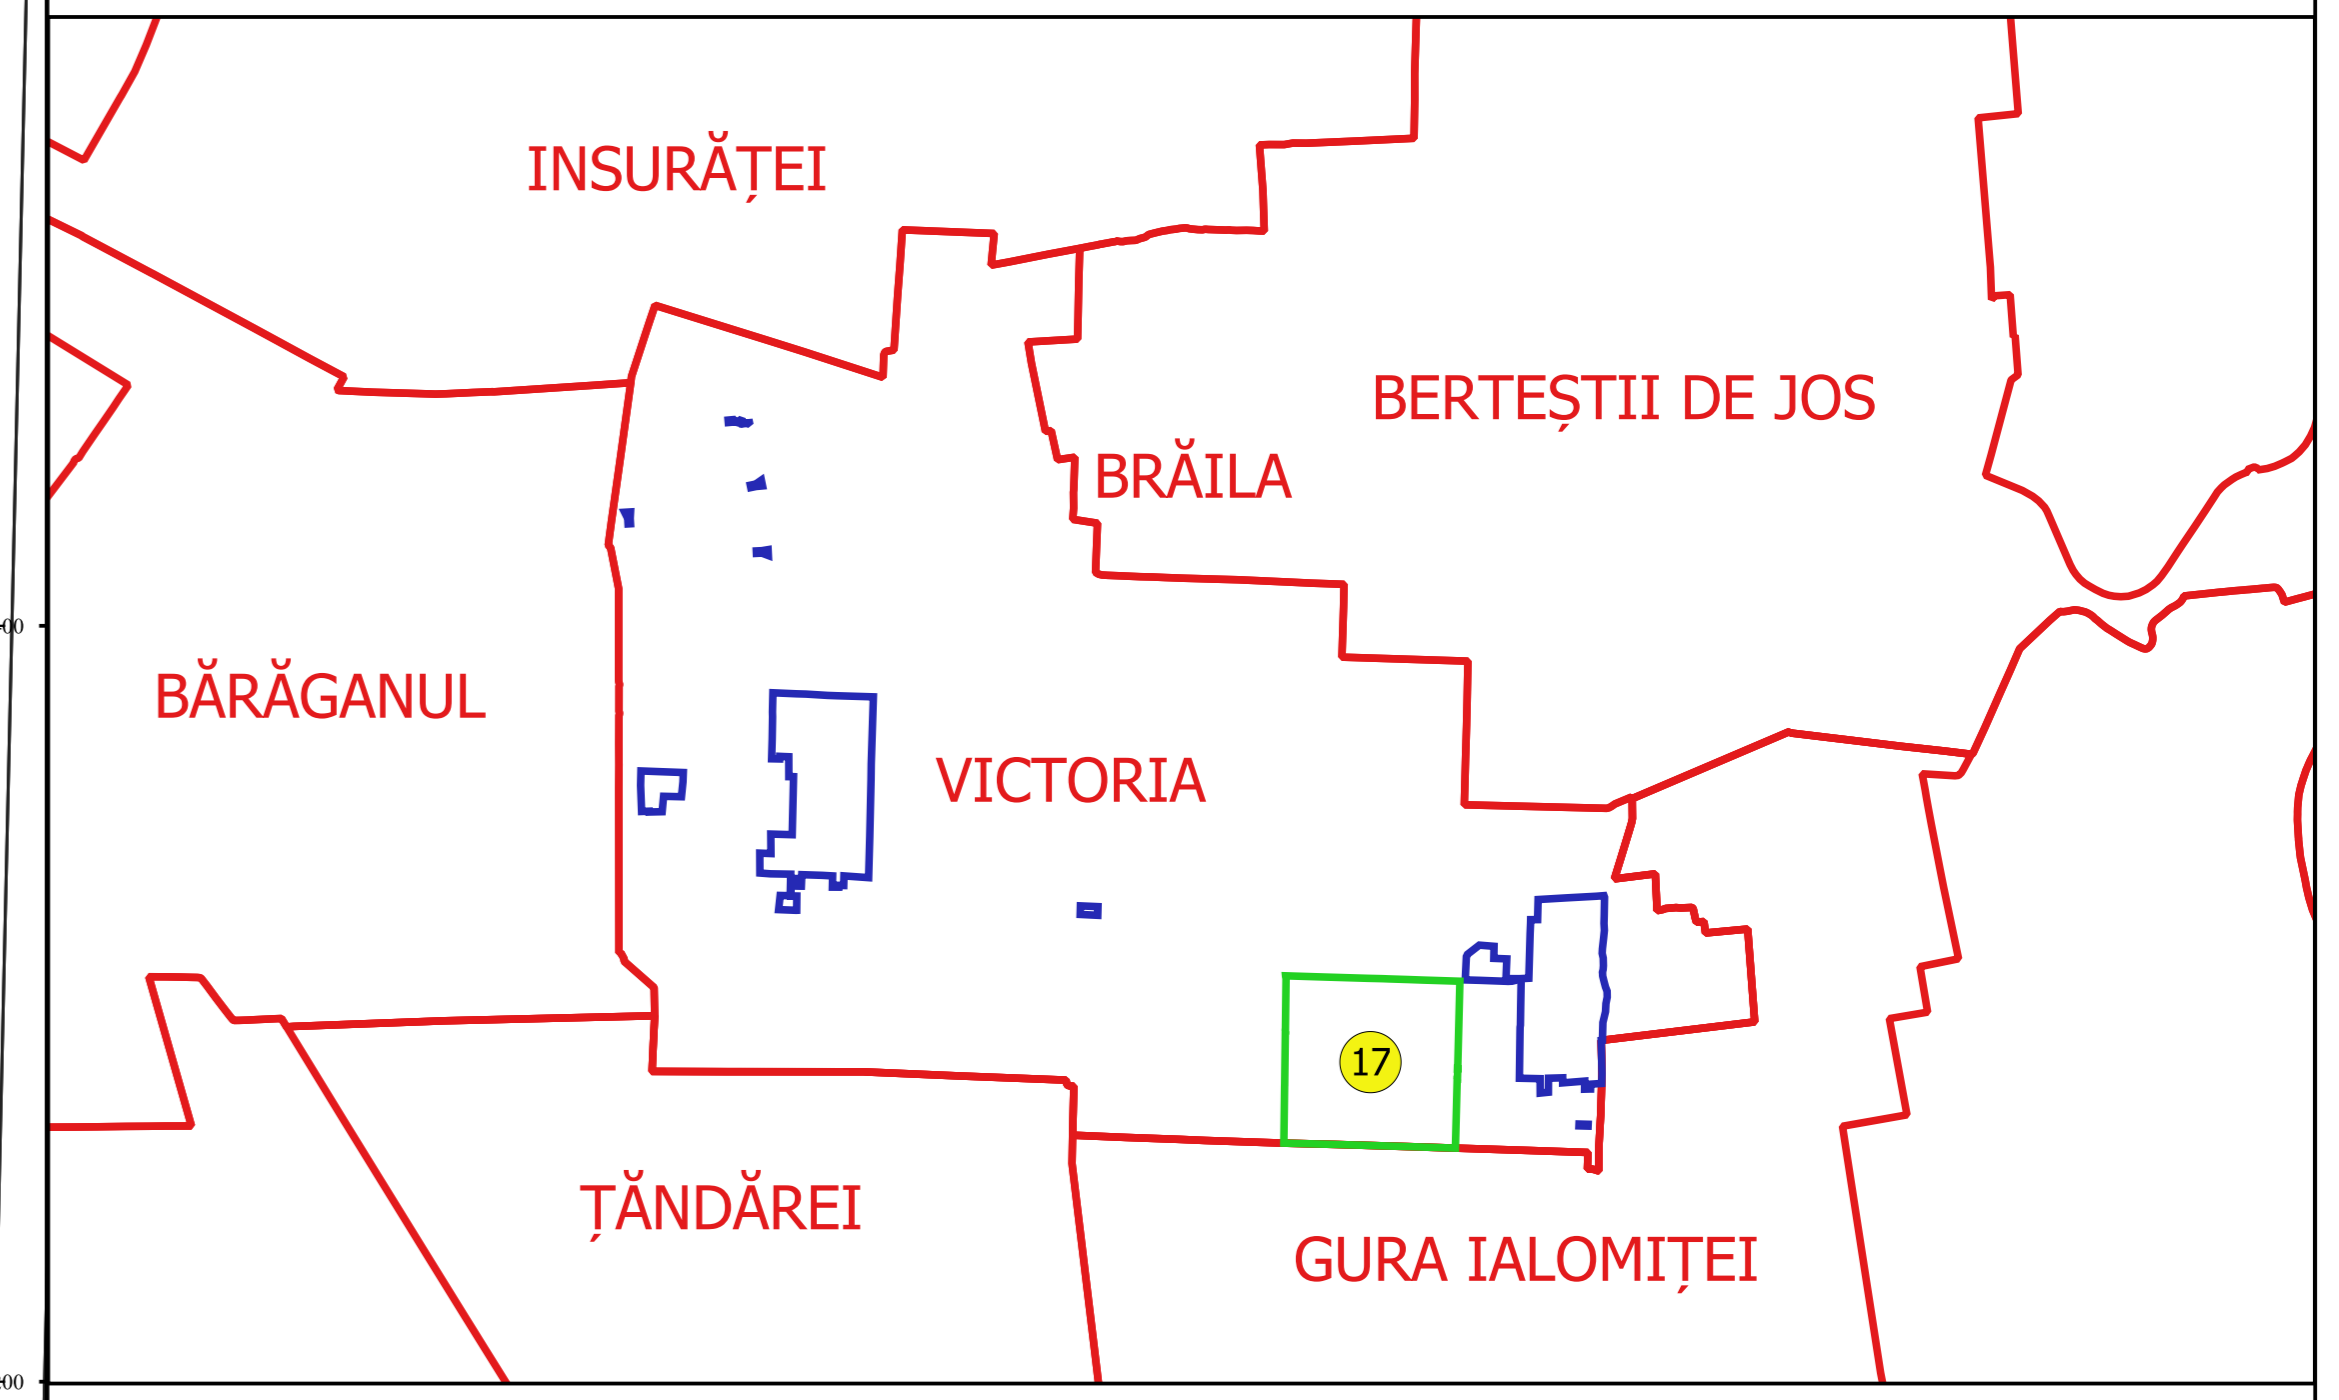 INSURĂȚEI
BERTEȘTII DE JOS
BRĂILA
BĂRĂGANUL
VICTORIA
17
ȚĂNDĂREI
GURA IALOMIȚEI